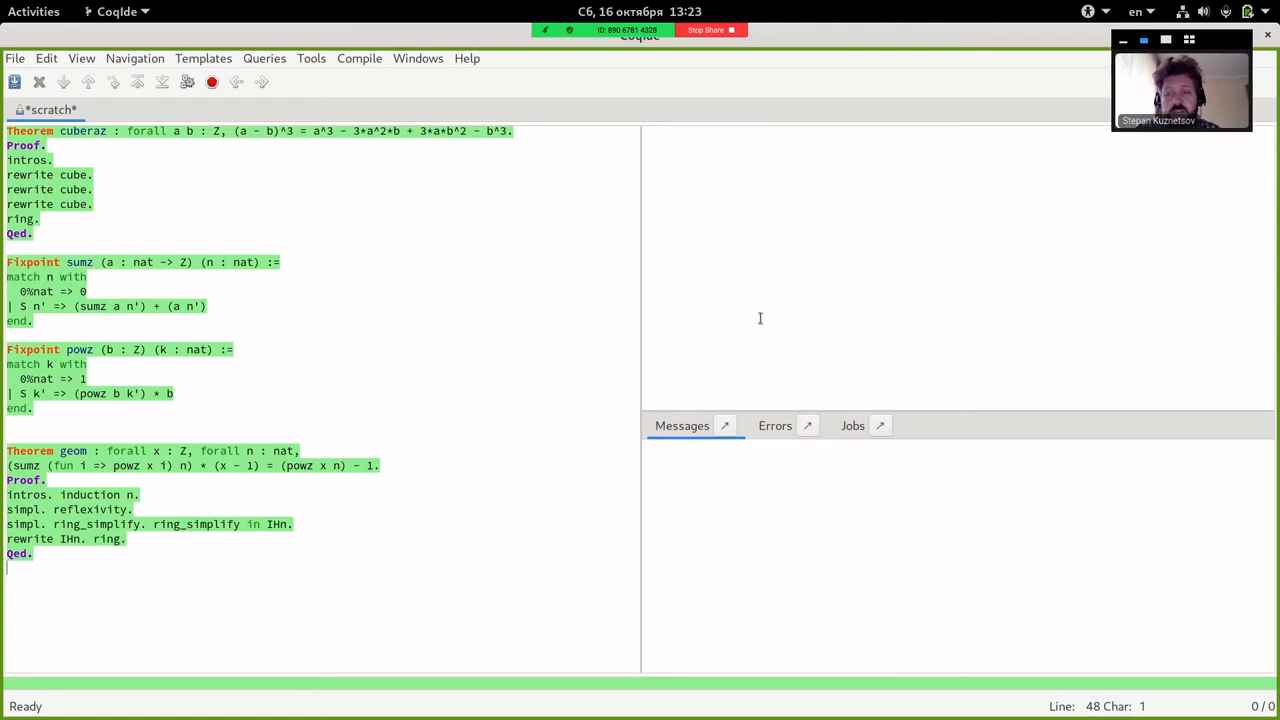 Activities CoqIde Сб, 16 октября 13:23 en
ID: 890 6781 4328 Stop Share
File Edit View Navigation Templates Queries Tools Compile Windows Help
Stepan Kuznetsov
*scratch*
Theorem cuberaz : forall a b : Z, (a - b)^3 = a^3 - 3*a^2*b + 3*a*b^2 - b^3.
Proof.
intros.
rewrite cube.
rewrite cube.
rewrite cube.
ring.
Qed.
Fixpoint sumz (a : nat -> Z) (n : nat) :=
match n with
0%nat => 0
| S n' => (sumz a n') + (a n')
end.
Fixpoint powz (b : Z) (k : nat) :=
match k with
0%nat => 1
| S k' => (powz b k') * b
end.
Theorem geom : forall x : Z, forall n : nat,
(sumz (fun i => powz x i) n) * (x - 1) = (powz x n) - 1.
Proof.
intros. induction n.
simpl. reflexivity.
simpl. ring_simplify. ring_simplify in IHn.
rewrite IHn. ring.
Qed.
Messages Errors Jobs
Ready Line: 48 Char: 1 0 / 0